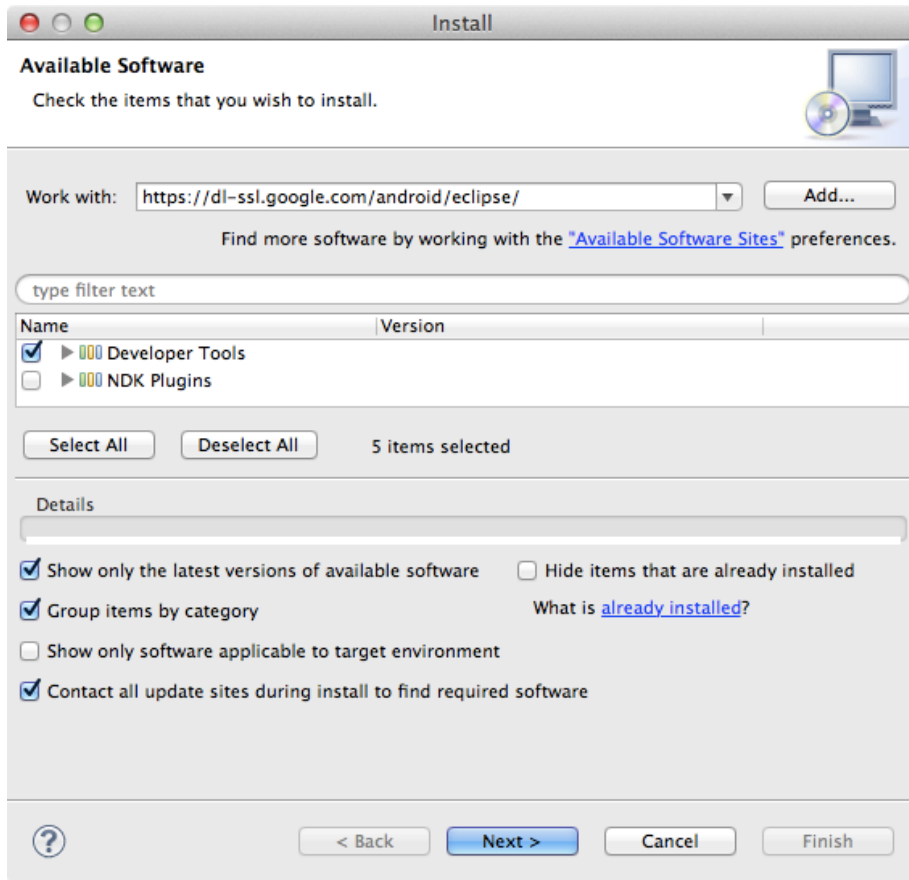 Install
Available Software
Check the items that you wish to install.
Work with: https://dl-ssl.google.com/android/eclipse/ Add...
Find more software by working with the "Available Software Sites" preferences.
type filter text
Name Version
Developer Tools
NDK Plugins
Select All Deselect All 5 items selected
Details
Show only the latest versions of available software Hide items that are already installed
Group items by category What is already installed?
Show only software applicable to target environment
Contact all update sites during install to find required software
? < Back Next > Cancel Finish